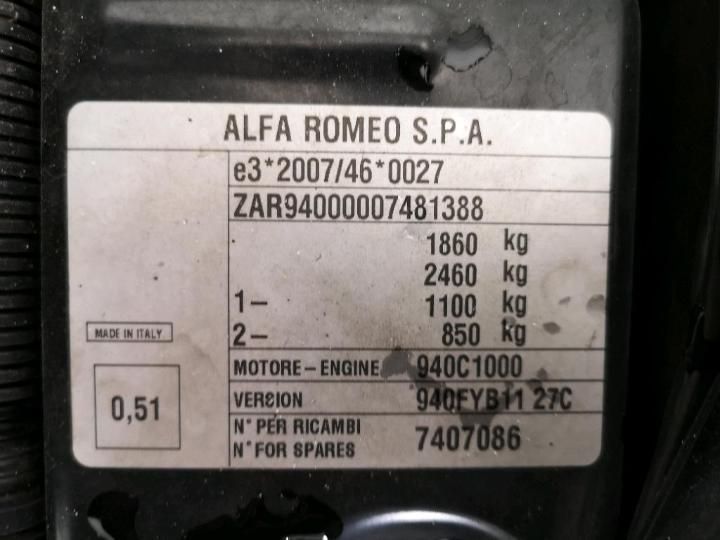 ALFA ROMEO S.P.A.
e3*2007/46*0027
ZAR94000007481388
1860 kg
2460 kg
1- 1100 kg
2- 850 kg
MADE IN ITALY
MOTORE-ENGINE 940C1000
0,51
VERSION 940FYB11 27C
N° PER RICAMBI
N° FOR SPARES 7407086